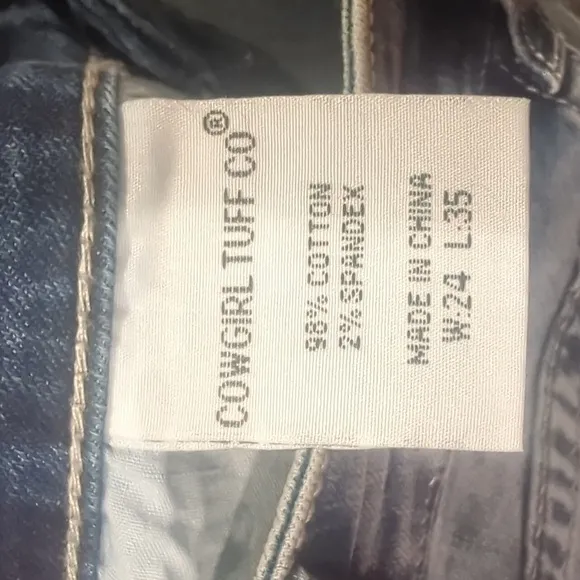 COWGIRL TUFF CO®
98% COTTON
2% SPANDEX
MADE IN CHINA
W:24 L:35